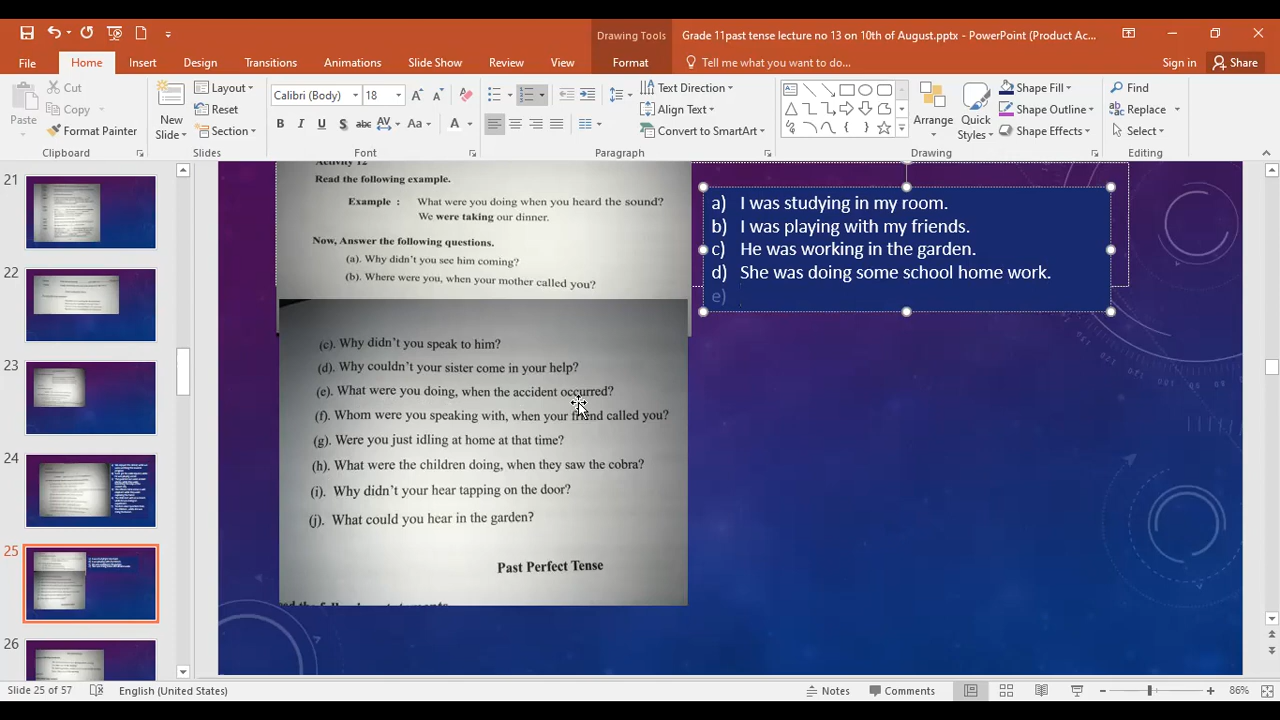 Drawing Tools
Grade 11past tense lecture no 13 on 10th of August.pptx - PowerPoint (Product Ac...
File
Home
Insert
Design
Transitions
Animations
Slide Show
Review
View
Format
Tell me what you want to do...
Sign in
Share
Paste
Cut
Copy
Format Painter
Clipboard
New
Slide
Layout
Reset
Section
Slides
Calibri (Body)
18
Font
Text Direction
Align Text
Convert to SmartArt
Paragraph
Arrange
Quick
Styles
Shape Fill
Shape Outline
Shape Effects
Drawing
Find
Replace
Select
Editing
21
22
23
24
25
26
Activity 12
Read the following example.
Example : What were you doing when you heard the sound?
We were taking our dinner.
Now, Answer the following questions.
(a). Why didn't you see him coming?
(b). Where were you, when your mother called you?
(c). Why didn't you speak to him?
(d). Why couldn't your sister come in your help?
(e). What were you doing, when the accident occurred?
(f). Whom were you speaking with, when your friend called you?
(g). Were you just idling at home at that time?
(h). What were the children doing, when they saw the cobra?
(i). Why didn't your hear tapping on the door?
(j). What could you hear in the garden?
Past Perfect Tense
the following statements
a) I was studying in my room.
b) I was playing with my friends.
c) He was working in the garden.
d) She was doing some school home work.
e)
Slide 25 of 57
English (United States)
Notes
Comments
86%